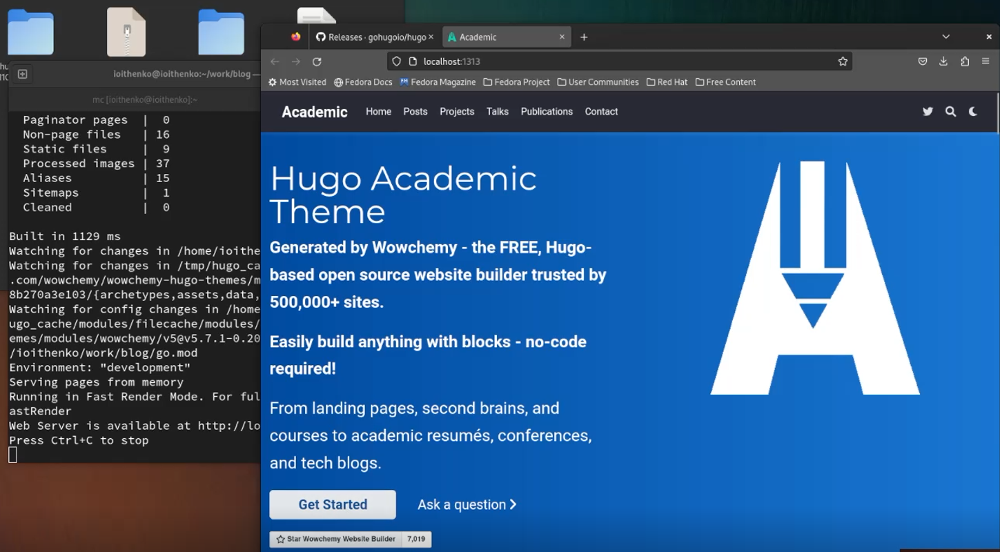 Releases · gohugoio/hugo
Academic
ioithenko@ioithenko:~/work/blog —
localhost:1313
Most Visited Fedora Docs Fedora Magazine Fedora Project User Communities Red Hat Free Content
mc [ioithenko@ioithenko]:~
Paginator pages | 0
Non-page files | 16
Static files | 9
Processed images | 37
Aliases | 15
Sitemaps | 1
Cleaned | 0
Built in 1129 ms
Watching for changes in /home/ioithe
Watching for changes in /tmp/hugo_ca
.com/wowchemy/wowchemy-hugo-themes/m
8b270a3e103/{archetypes,assets,data,
Watching for config changes in /home
ugo_cache/modules/filecache/modules/
emes/modules/wowchemy/v5@v5.7.1-0.20
/ioithenko/work/blog/go.mod
Environment: "development"
Serving pages from memory
Running in Fast Render Mode. For ful
astRender
Web Server is available at http://lo
Press Ctrl+C to stop
Academic Home Posts Projects Talks Publications Contact
Hugo Academic
Theme
Generated by Wowchemy - the FREE, Hugo-
based open source website builder trusted by
500,000+ sites.
Easily build anything with blocks - no-code
required!
From landing pages, second brains, and
courses to academic resumés, conferences,
and tech blogs.
Get Started Ask a question
Star Wowchemy Website Builder 7,019